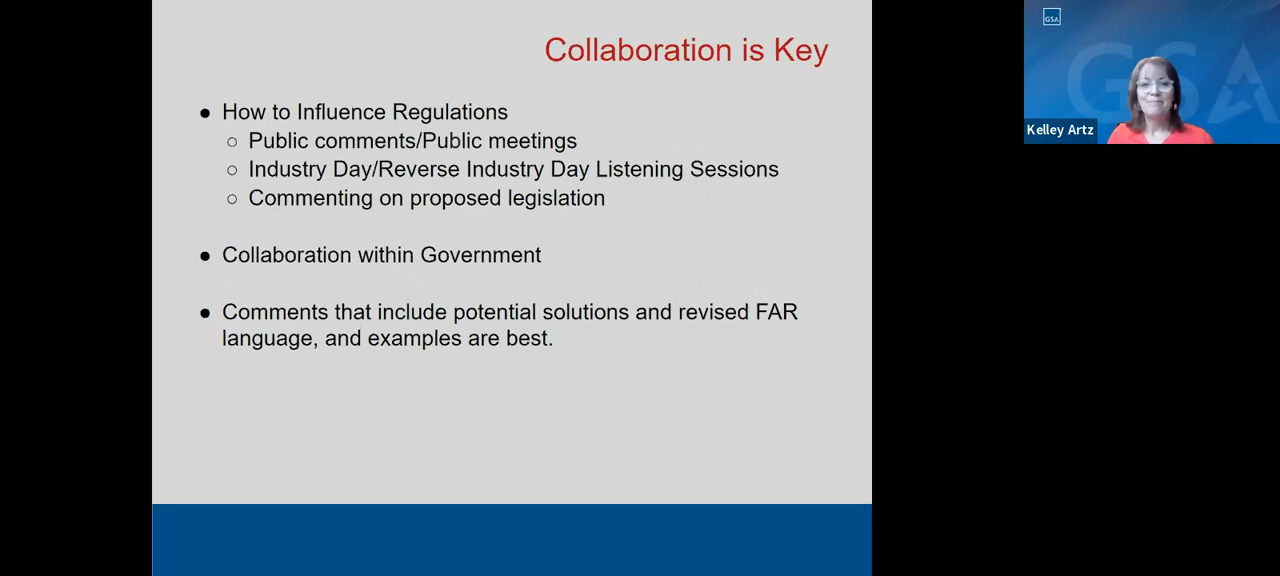 Collaboration is Key
● How to Influence Regulations
○ Public comments/Public meetings
○ Industry Day/Reverse Industry Day Listening Sessions
○ Commenting on proposed legislation
● Collaboration within Government
● Comments that include potential solutions and revised FAR
language, and examples are best.
GSA
GSA
Kelley Artz